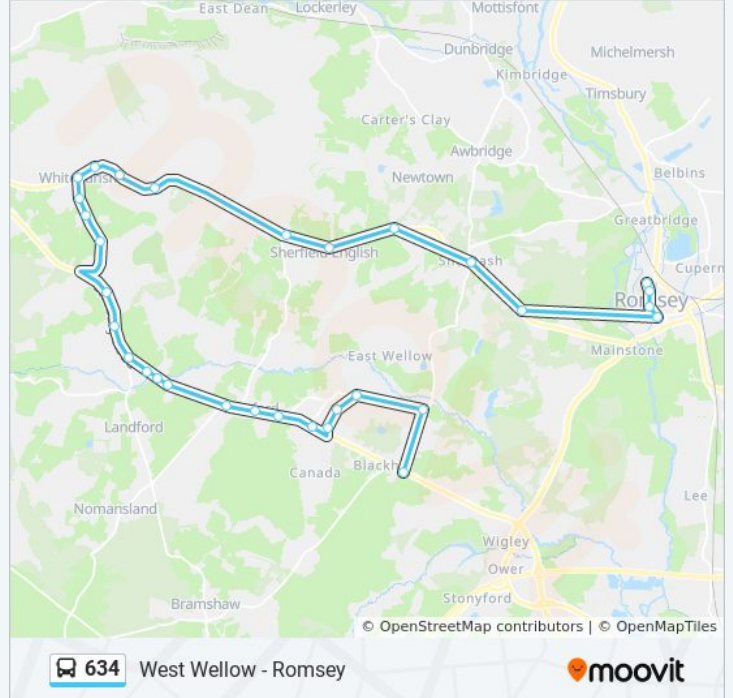 East Dean
Lockerley
Mottisfont
Dunbridge
Michelmersh
Kimbridge
Timsbury
Carter's Clay
Awbridge
Belbins
Newtown
Greatbridge
Sherfield English
Cupern
Romsey
Mainstone
East Wellow
Landford
Canada
Lee
Nomansland
Wigley
Ower
Stonyford
Bramshaw
© OpenStreetMap contributors | © OpenMapTiles
634 West Wellow - Romsey
moovit